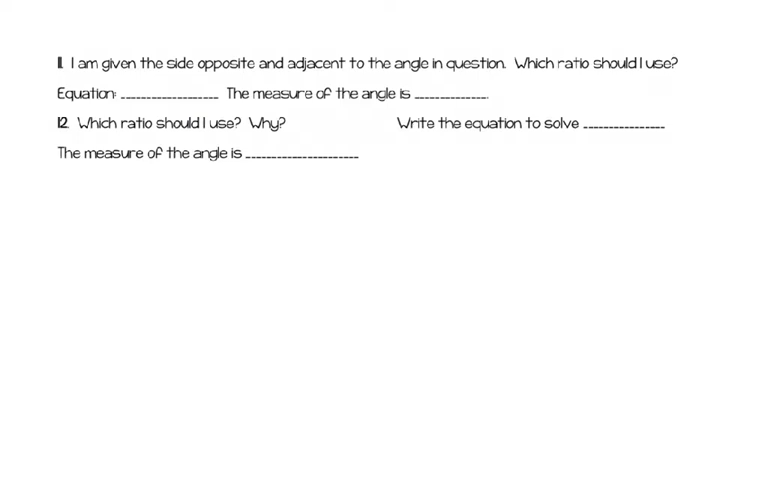 11. I am given the side opposite and adjacent to the angle in question. Which ratio should I use?
Equation: ___________________ The measure of the angle is ______________.
12. Which ratio should I use? Why? Write the equation to solve ________________
The measure of the angle is ______________________